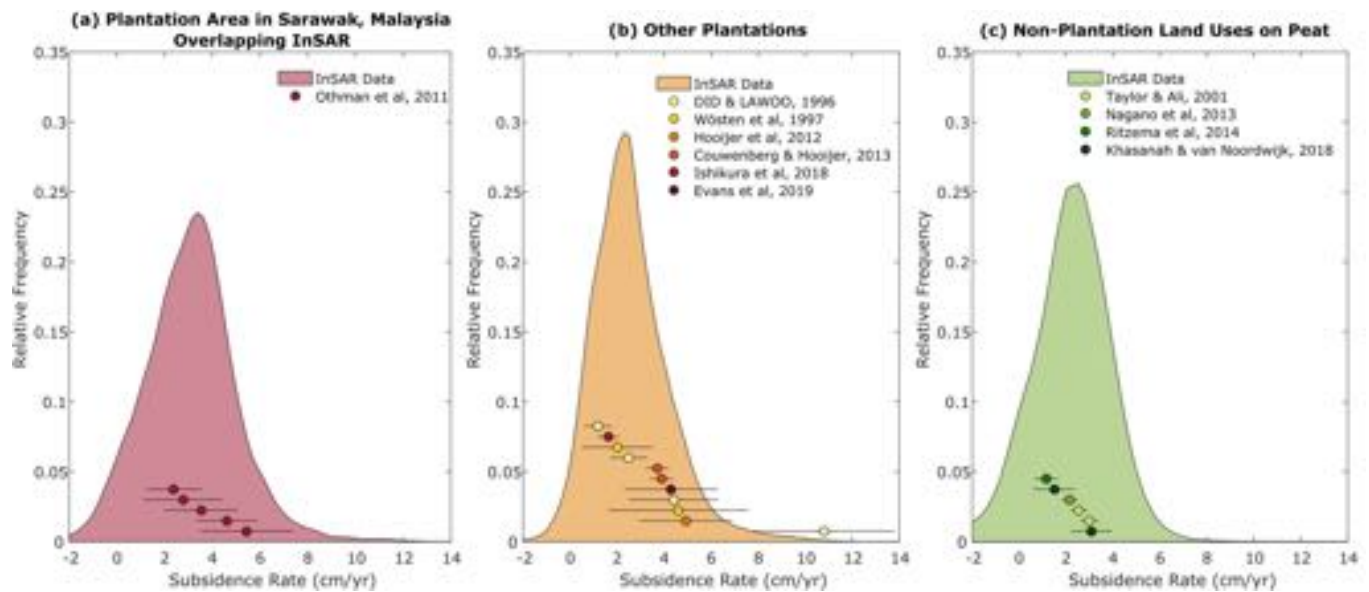 (a) Plantation Area in Sarawak, Malaysia
Overlapping InSAR
0.35
0.3
0.25
0.2
0.15
0.1
0.05
0
Relative Frequency
InSAR Data
Othman et al, 2011
-2 0 2 4 6 8 10 12 14
Subsidence Rate (cm/yr)
(b) Other Plantations
0.35
0.3
0.25
0.2
0.15
0.1
0.05
0
Relative Frequency
InSAR Data
DID & LAWOO, 1996
Wösten et al, 1997
Hooijer et al, 2012
Couwenberg & Hooijer, 2013
Ishikura et al, 2018
Evans et al, 2019
-2 0 2 4 6 8 10 12 14
Subsidence Rate (cm/yr)
(c) Non-Plantation Land Uses on Peat
0.35
0.3
0.25
0.2
0.15
0.1
0.05
0
Relative Frequency
InSAR Data
Taylor & Ali, 2001
Nagano et al, 2013
Ritzema et al, 2014
Khasanah & van Noordwijk, 2018
-2 0 2 4 6 8 10 12 14
Subsidence Rate (cm/yr)